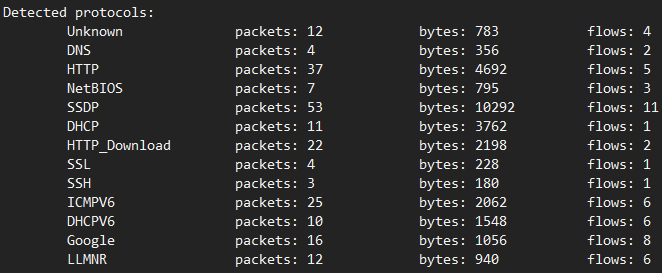 Detected protocols:
Unknown packets: 12 bytes: 783 flows: 4
DNS packets: 4 bytes: 356 flows: 2
HTTP packets: 37 bytes: 4692 flows: 5
NetBIOS packets: 7 bytes: 795 flows: 3
SSDP packets: 53 bytes: 10292 flows: 11
DHCP packets: 11 bytes: 3762 flows: 1
HTTP_Download packets: 22 bytes: 2198 flows: 2
SSL packets: 4 bytes: 228 flows: 1
SSH packets: 3 bytes: 180 flows: 1
ICMPV6 packets: 25 bytes: 2062 flows: 6
DHCPV6 packets: 10 bytes: 1548 flows: 6
Google packets: 16 bytes: 1056 flows: 8
LLMNR packets: 12 bytes: 940 flows: 6